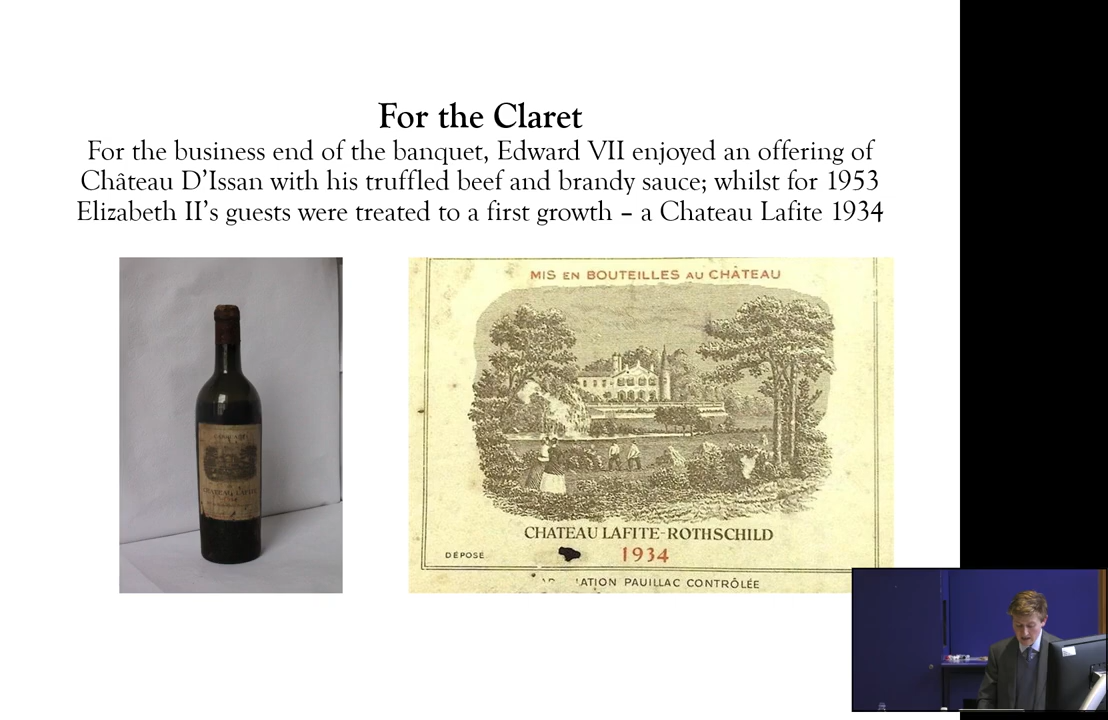 For the Claret
For the business end of the banquet, Edward VII enjoyed an offering of
Château D'Issan with his truffled beef and brandy sauce; whilst for 1953
Elizabeth II's guests were treated to a first growth – a Chateau Lafite 1934
MIS EN BOUTEILLES AU CHÂTEAU
CHATEAU LAFITE-ROTHSCHILD
DÉPOSÉ
1934
PAUILLAC CONTRÔLÉE
CHATEAU LAFITE